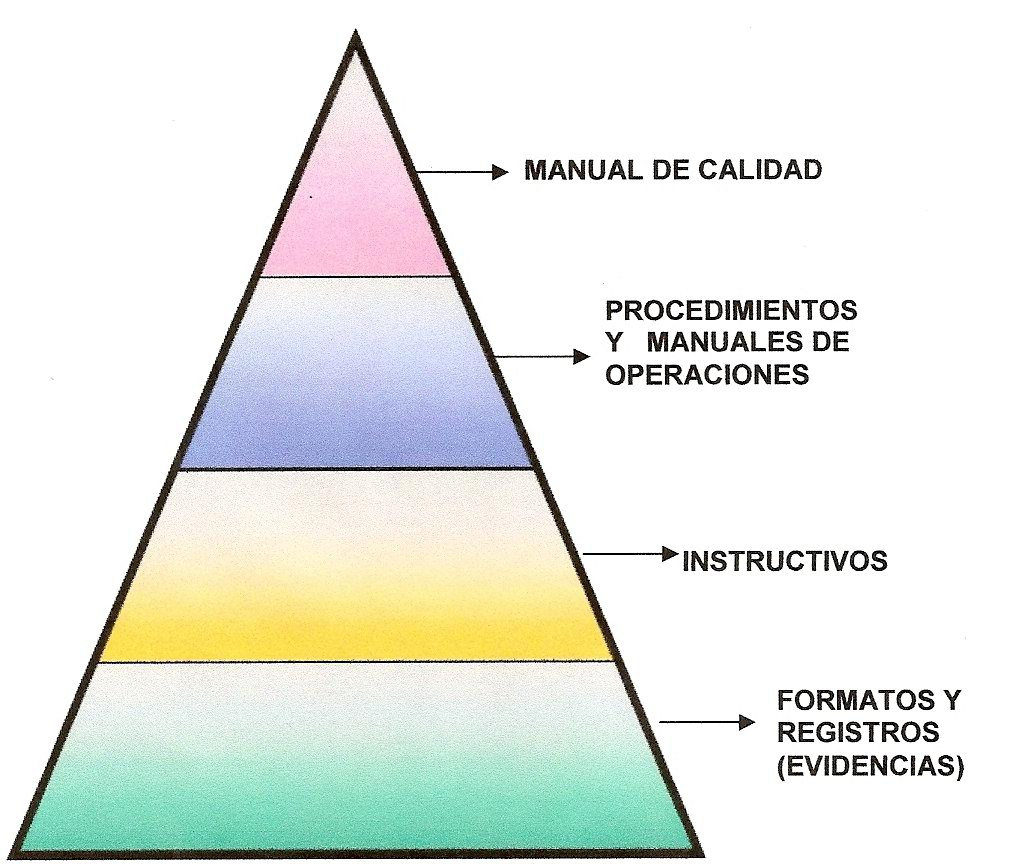 MANUAL DE CALIDAD
PROCEDIMIENTOS
Y MANUALES DE
OPERACIONES
INSTRUCTIVOS
FORMATOS Y
REGISTROS
(EVIDENCIAS)